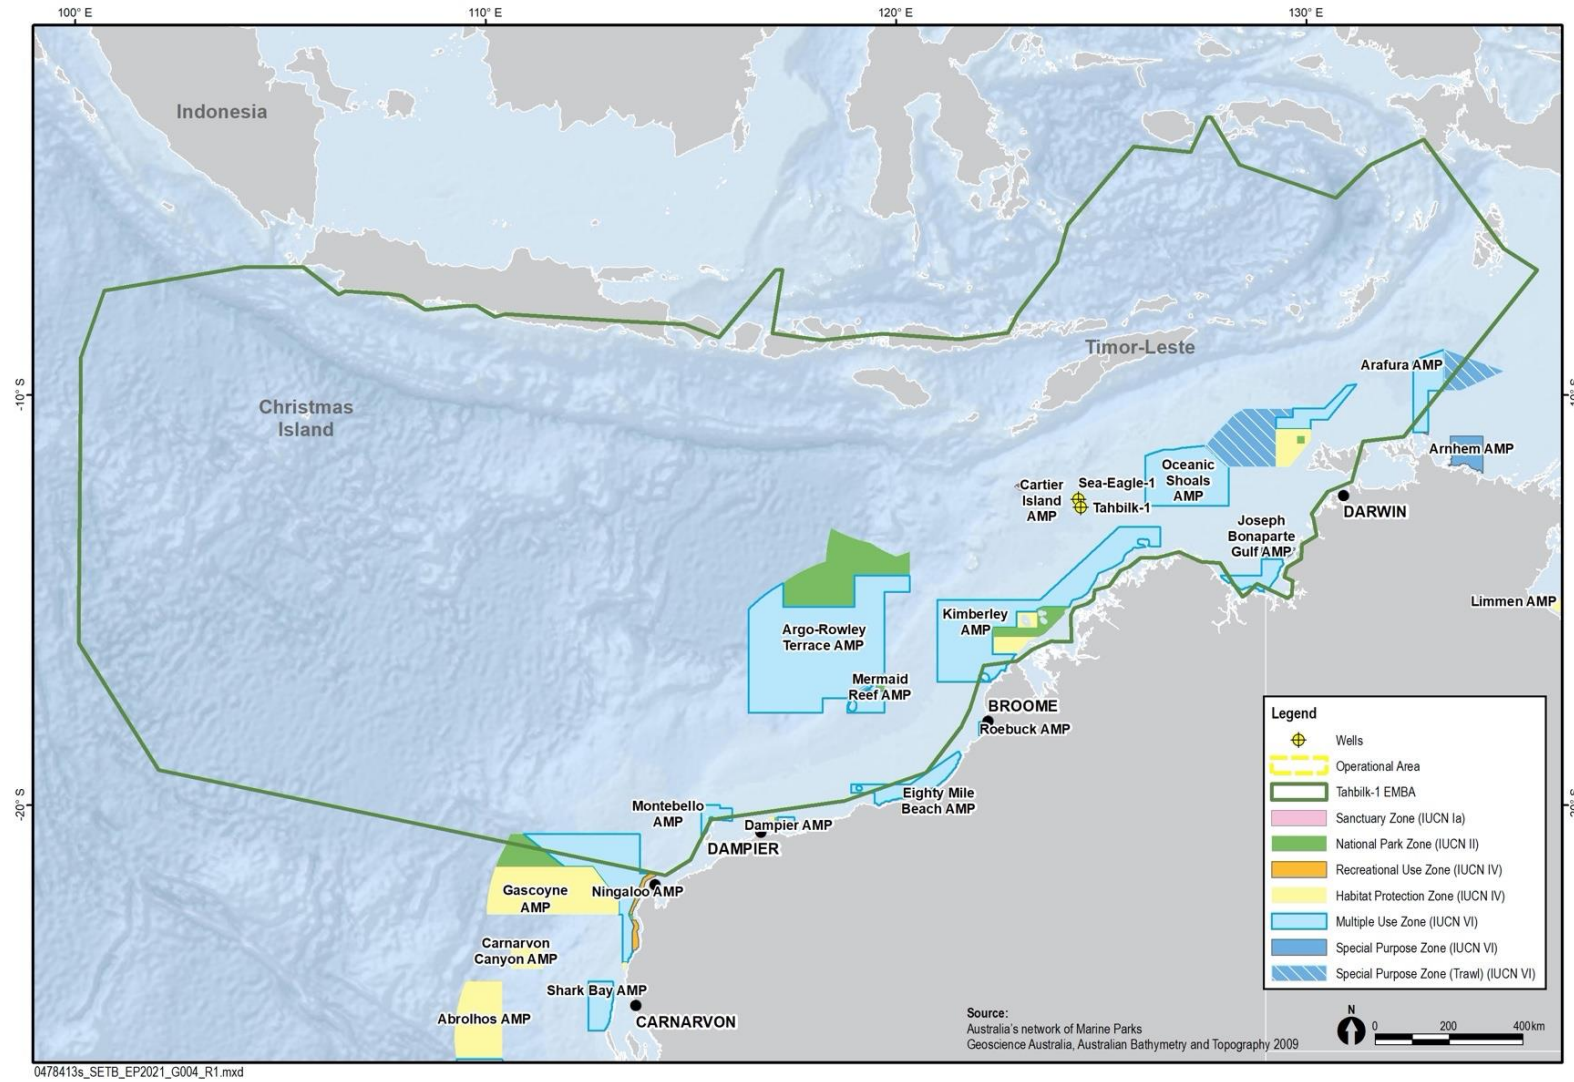 100° E
110° E
120° E
130° E
Indonesia
Timor-Leste
Arafura AMP
-10° S
-10° S
Christmas
Island
Arnhem AMP
Oceanic
Shoals
AMP
Cartier
Island
AMP
Sea-Eagle-1
Tahbilk-1
DARWIN
Joseph
Bonaparte
Gulf AMP
Limmen AMP
Kimberley
AMP
Argo-Rowley
Terrace AMP
Mermaid
Reef AMP
BROOME
Roebuck AMP
Eighty Mile
Beach AMP
-20° S
Montebello
AMP
Dampier AMP
DAMPIER
Gascoyne
AMP
Ningaloo AMP
Carnarvon
Canyon AMP
Shark Bay AMP
Abrolhos AMP
CARNARVON
Legend
Wells
Operational Area
Tahbilk-1 EMBA
Sanctuary Zone (IUCN Ia)
National Park Zone (IUCN II)
Recreational Use Zone (IUCN IV)
Habitat Protection Zone (IUCN IV)
Multiple Use Zone (IUCN VI)
Special Purpose Zone (IUCN VI)
Special Purpose Zone (Trawl) (IUCN VI)
Source:
Australia's network of Marine Parks
Geoscience Australia, Australian Bathymetry and Topography 2009
N
0 200 400km
0478413s_SETB_EP2021_G004_R1.mxd